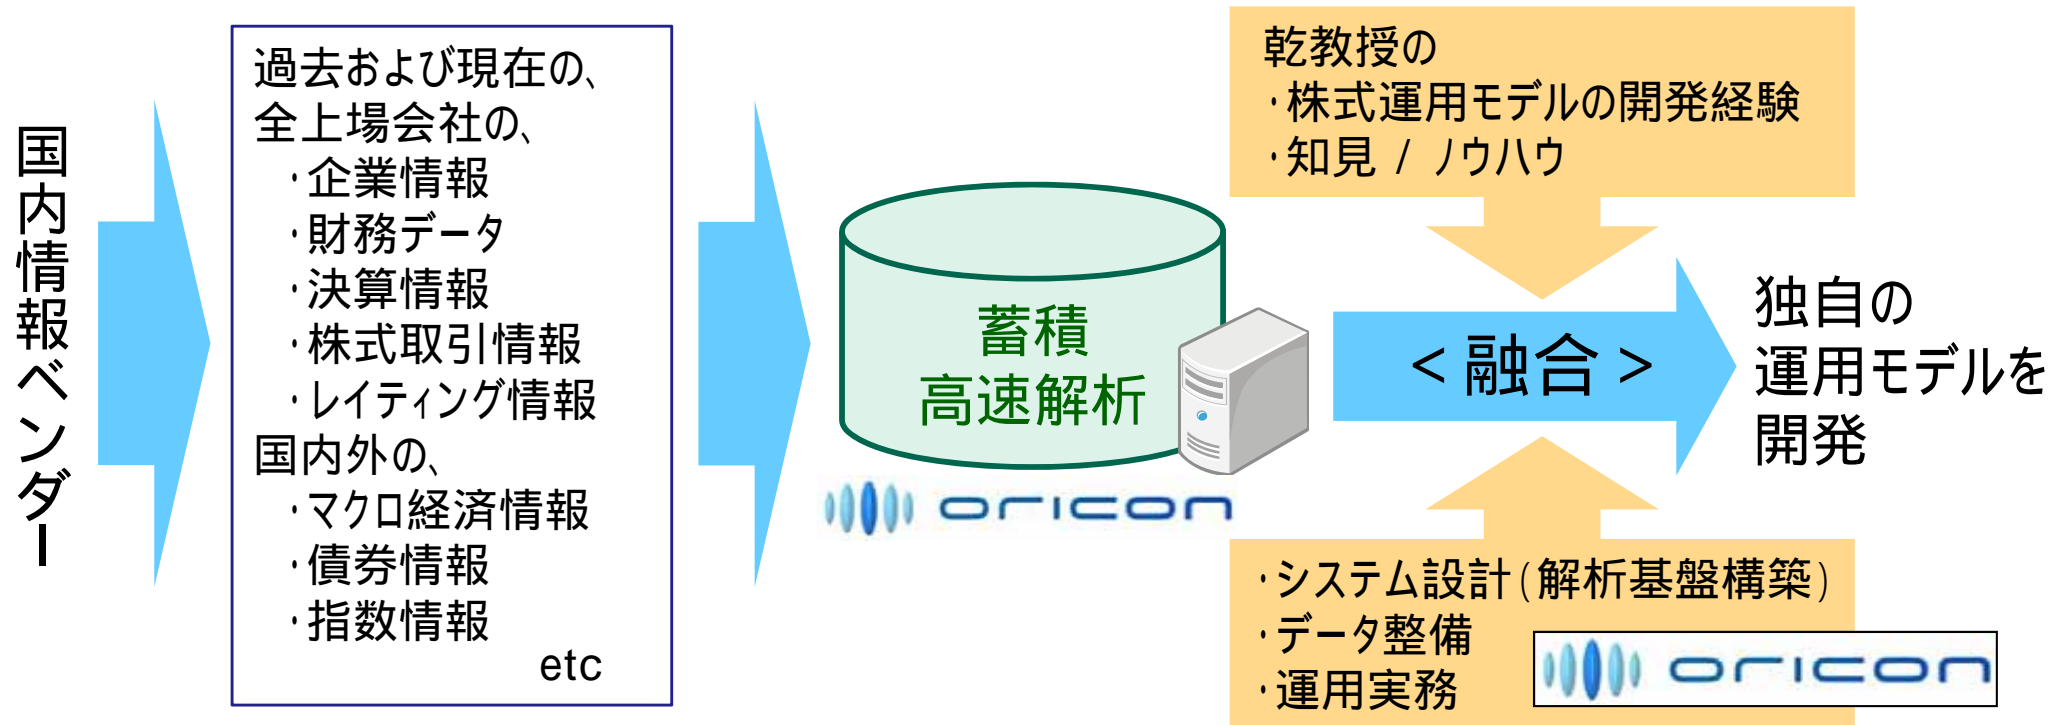 国内情報ベンダー
過去および現在の、
全上場会社の、
・企業情報
・財務データ
・決算情報
・株式取引情報
・レイティング情報
国内外の、
・マクロ経済情報
・債券情報
・指数情報
etc
蓄積
高速解析
oricon
乾教授の
・株式運用モデルの開発経験
・知見 / ノウハウ
<融合>
・システム設計(解析基盤構築)
・データ整備
・運用実務
oricon
独自の
運用モデルを
開発